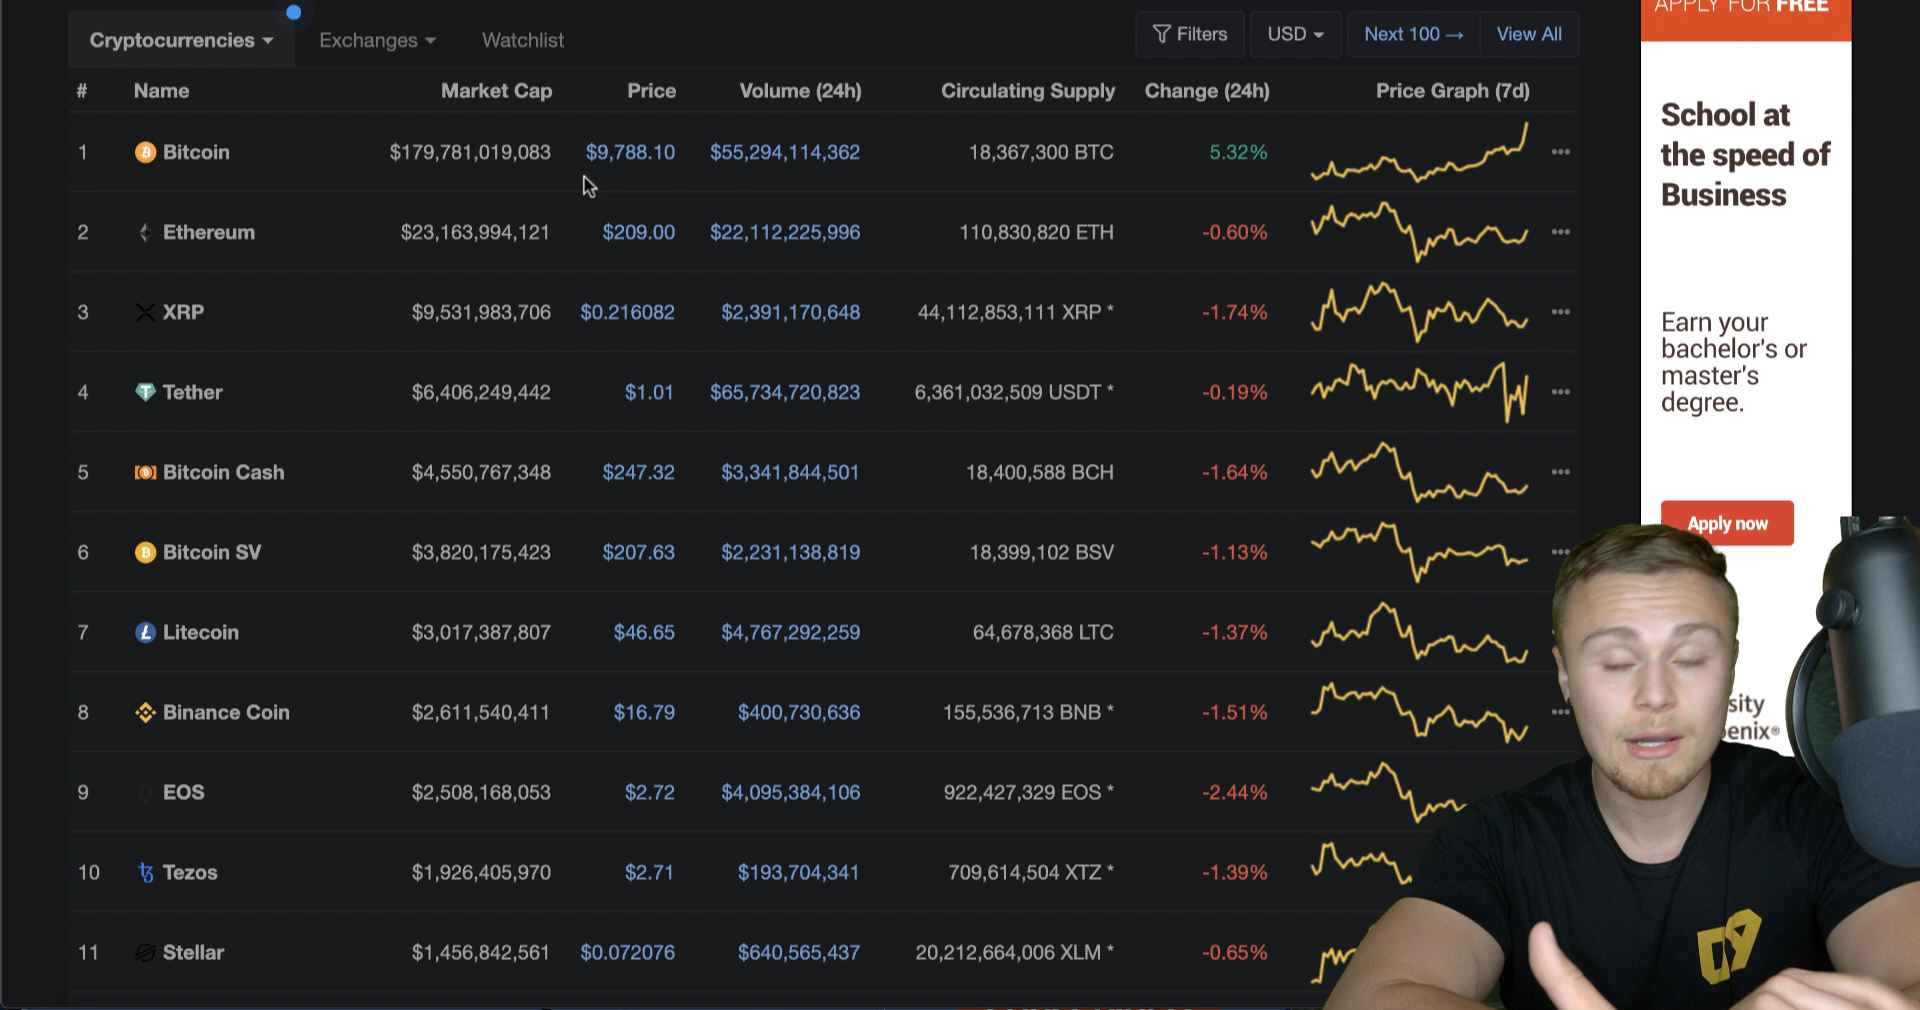 APPLY FOR FREE
Cryptocurrencies Exchanges Watchlist Filters USD Next 100 → View All
# Name Market Cap Price Volume (24h) Circulating Supply Change (24h) Price Graph (7d)
1 Bitcoin $179,781,019,083 $9,788.10 $55,294,114,362 18,367,300 BTC 5.32%
2 Ethereum $23,163,994,121 $209.00 $22,112,225,996 110,830,820 ETH -0.60%
3 XRP $9,531,983,706 $0.216082 $2,391,170,648 44,112,853,111 XRP * -1.74%
4 Tether $6,406,249,442 $1.01 $65,734,720,823 6,361,032,509 USDT * -0.19%
5 Bitcoin Cash $4,550,767,348 $247.32 $3,341,844,501 18,400,588 BCH -1.64%
6 Bitcoin SV $3,820,175,423 $207.63 $2,231,138,819 18,399,102 BSV -1.13%
7 Litecoin $3,017,387,807 $46.65 $4,767,292,259 64,678,368 LTC -1.37%
8 Binance Coin $2,611,540,411 $16.79 $400,730,636 155,536,713 BNB * -1.51%
9 EOS $2,508,168,053 $2.72 $4,095,384,106 922,427,329 EOS * -2.44%
10 Tezos $1,926,405,970 $2.71 $193,704,341 709,614,504 XTZ * -1.39%
11 Stellar $1,456,842,561 $0.072076 $640,565,437 20,212,664,006 XLM * -0.65%
School at
the speed of
Business
Earn your
bachelor's or
master's
degree.
Apply now
sity
enix®